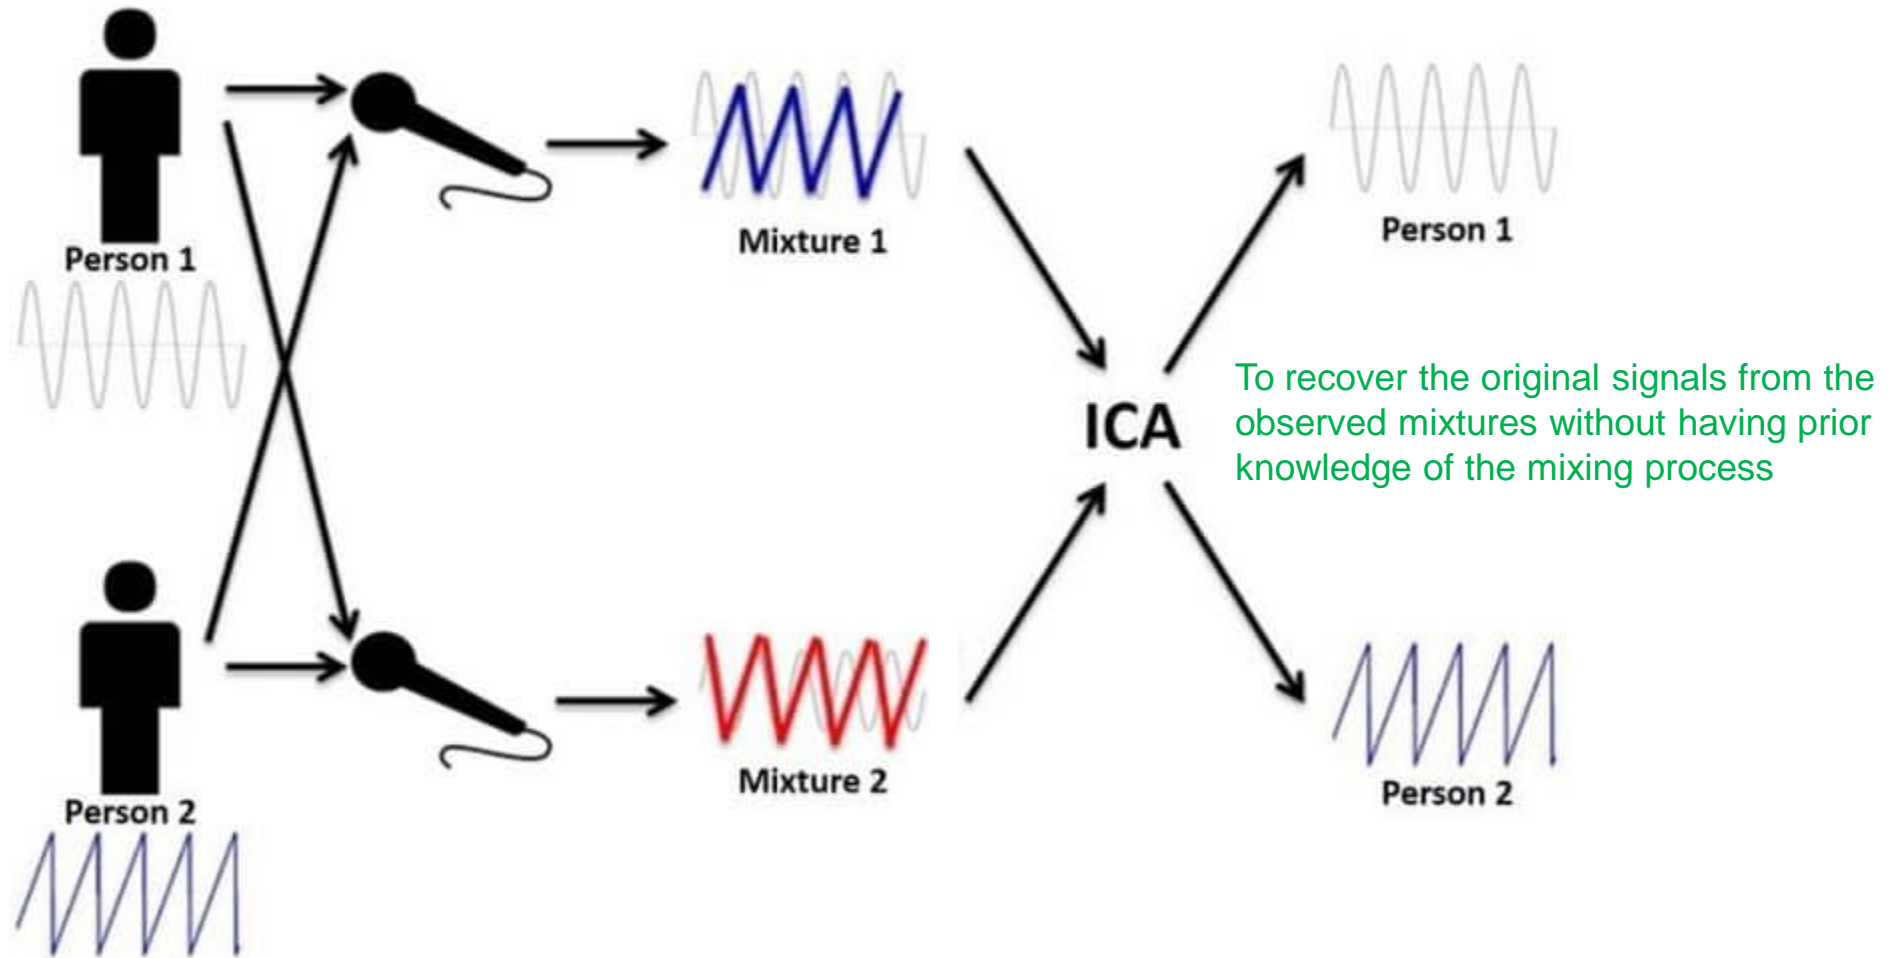 Person 1
Mixture 1
Person 1
ICA
To recover the original signals from the
observed mixtures without having prior
knowledge of the mixing process
Person 2
Mixture 2
Person 2